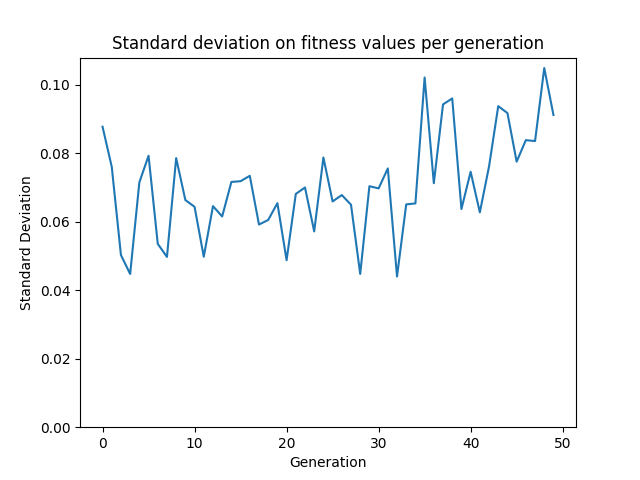 Standard deviation on fitness values per generation
0.10
0.08
0.06
0.04
0.02
0.00
Standard Deviation
0 10 20 30 40 50
Generation